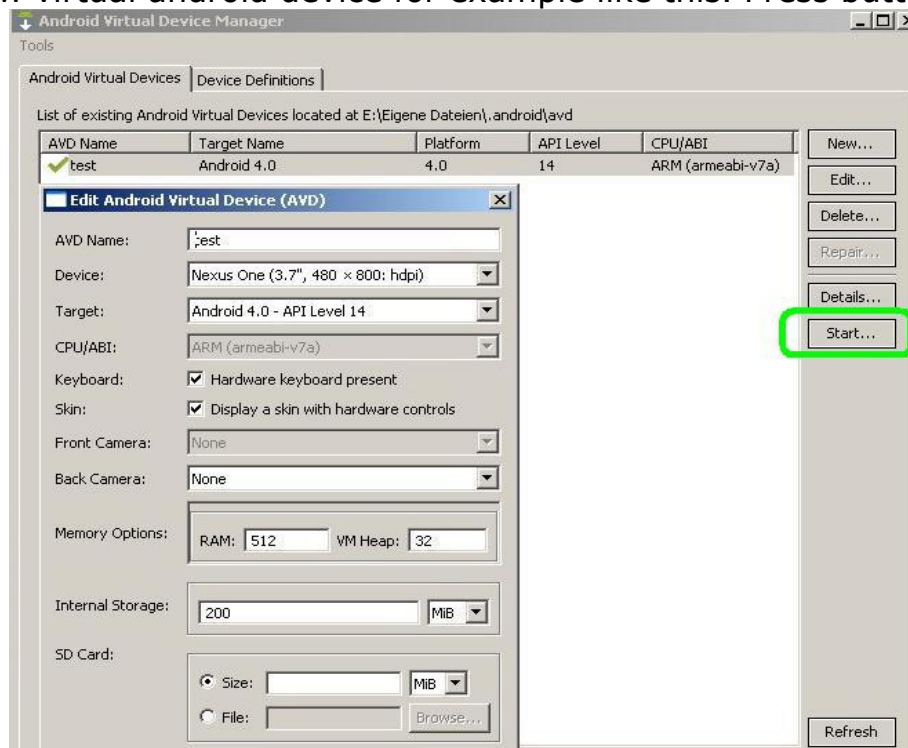 Android Virtual Device Manager
Tools
Android Virtual Devices Device Definitions
List of existing Android Virtual Devices located at E:\Eigene Dateien\.android\avd
AVD Name Target Name Platform API Level CPU/ABI
test Android 4.0 4.0 14 ARM (armeabi-v7a)
New...
Edit...
Delete...
Repair...
Details...
Start...
Refresh
Edit Android Virtual Device (AVD)
AVD Name: test
Device: Nexus One (3.7", 480 × 800: hdpi)
Target: Android 4.0 - API Level 14
CPU/ABI: ARM (armeabi-v7a)
Keyboard: Hardware keyboard present
Skin: Display a skin with hardware controls
Front Camera: None
Back Camera: None
Memory Options: RAM: 512 VM Heap: 32
Internal Storage: 200 MiB
SD Card:
Size: MiB
File: Browse...